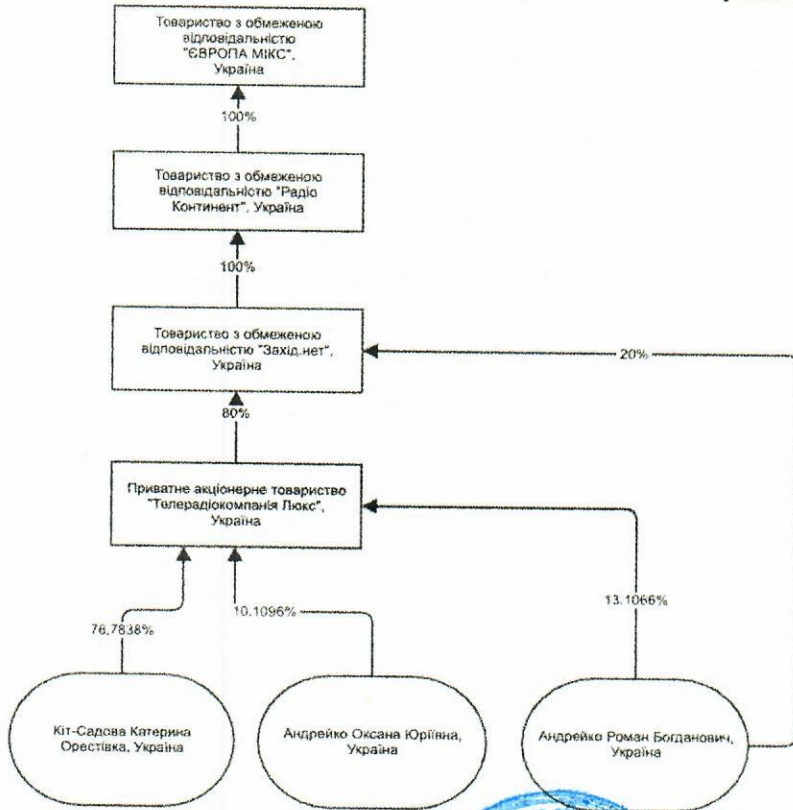 Товариство з обмеженою
відповідальністю
"ЄВРОПА МІКС",
Україна
100%
Товариство з обмеженою
відповідальністю "Радіо
Континент", Україна
100%
Товариство з обмеженою
відповідальністю "Захід.нет",
Україна
20%
80%
Приватне акціонерне товариство
"Телерадіокомпанія Люкс",
Україна
76,7838%
10.1096%
13.1066%
Кіт-Садова Катерина
Орестівка, Україна
Андрейко Оксана Юріївна,
Україна
Андрейко Роман Богданович,
Україна